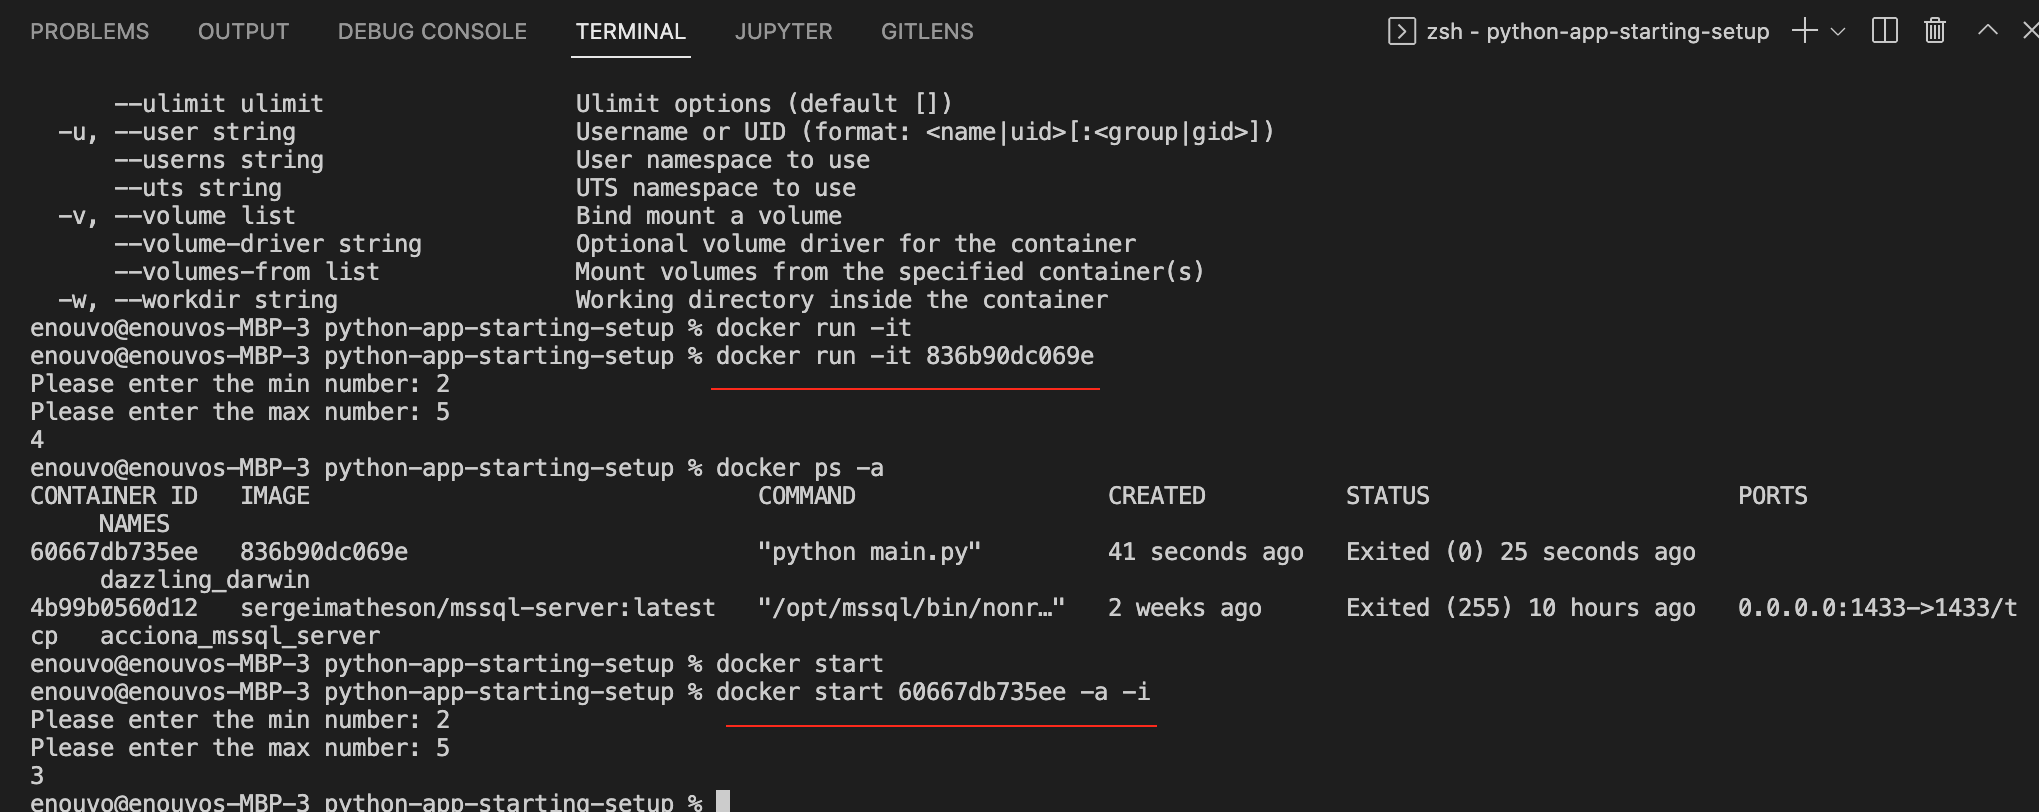 PROBLEMS OUTPUT DEBUG CONSOLE TERMINAL JUPYTER GITLENS zsh - python-app-starting-setup
--ulimit ulimit Ulimit options (default [])
-u, --user string Username or UID (format: <name|uid>[:<group|gid>])
--userns string User namespace to use
--uts string UTS namespace to use
-v, --volume list Bind mount a volume
--volume-driver string Optional volume driver for the container
--volumes-from list Mount volumes from the specified container(s)
-w, --workdir string Working directory inside the container
enouvo@enouvos-MBP-3 python-app-starting-setup % docker run -it
enouvo@enouvos-MBP-3 python-app-starting-setup % docker run -it 836b90dc069e
Please enter the min number: 2
Please enter the max number: 5
4
enouvo@enouvos-MBP-3 python-app-starting-setup % docker ps -a
CONTAINER ID IMAGE COMMAND CREATED STATUS PORTS
NAMES
60667db735ee 836b90dc069e "python main.py" 41 seconds ago Exited (0) 25 seconds ago
dazzling_darwin
4b99b0560d12 sergeimatheson/mssql-server:latest "/opt/mssql/bin/nonr…" 2 weeks ago Exited (255) 10 hours ago 0.0.0.0:1433->1433/t
cp acciona_mssql_server
enouvo@enouvos-MBP-3 python-app-starting-setup % docker start
enouvo@enouvos-MBP-3 python-app-starting-setup % docker start 60667db735ee -a -i
Please enter the min number: 2
Please enter the max number: 5
3
enouvo@enouvos-MBP-3 python-app-starting-setup %